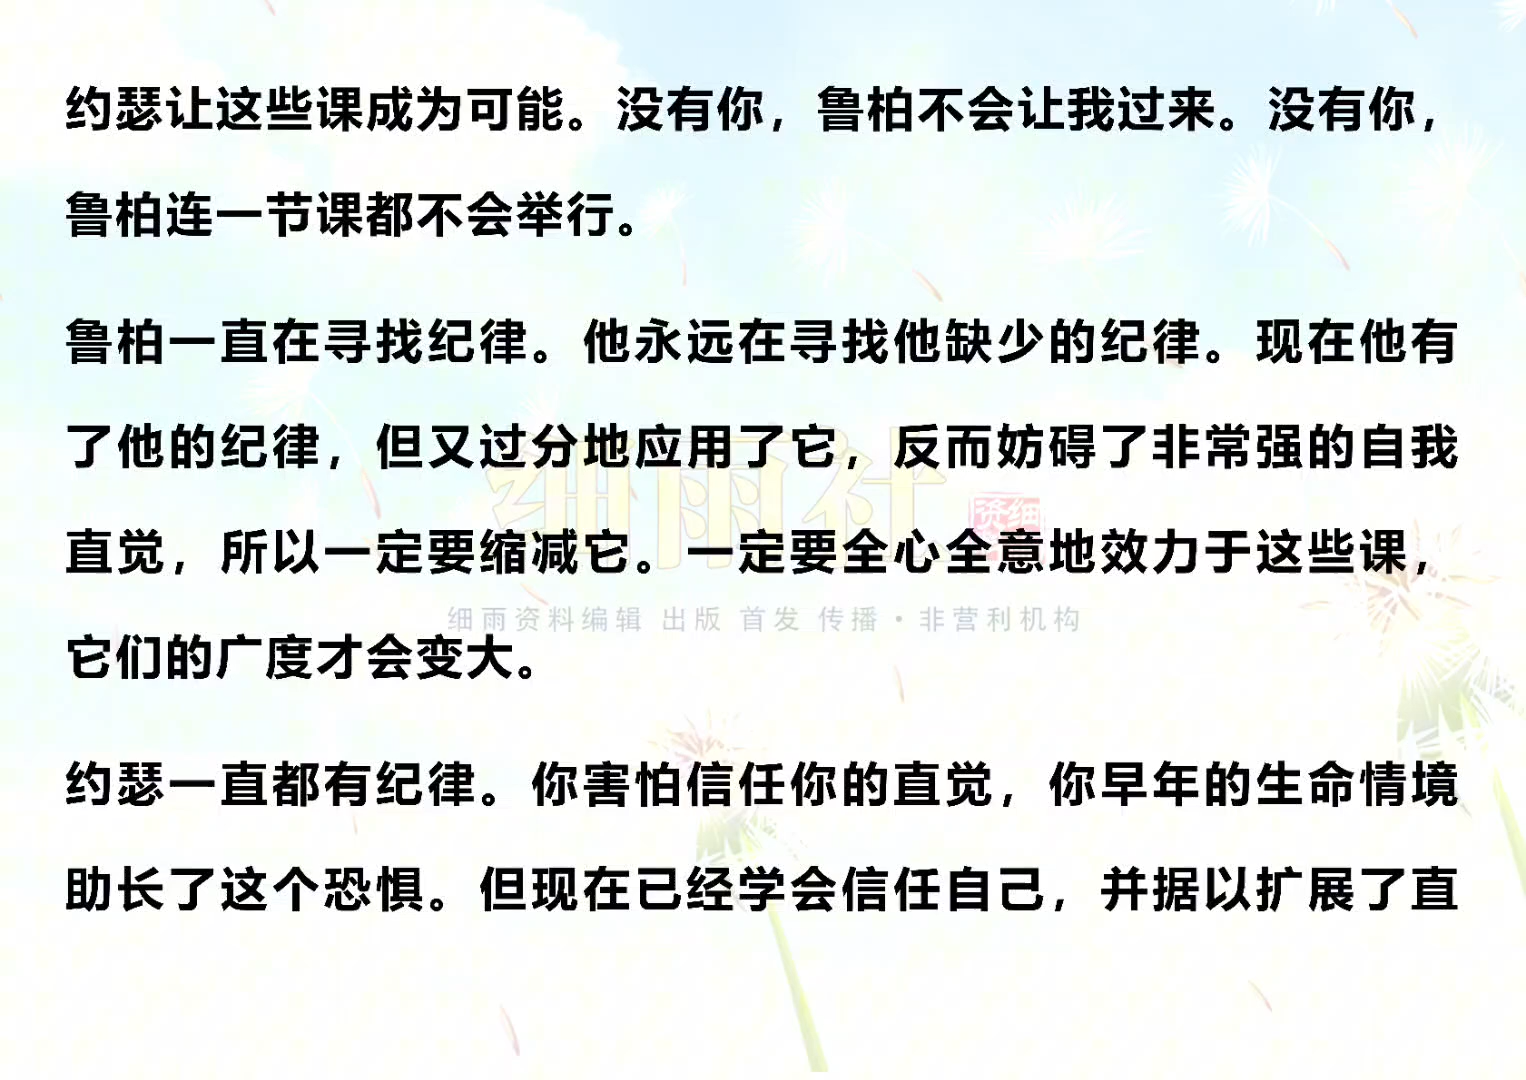 约瑟让这些课成为可能。没有你，鲁柏不会让我过来。没有你，
鲁柏连一节课都不会举行。
鲁柏一直在寻找纪律。他永远在寻找他缺少的纪律。现在他有
了他的纪律，但又过分地应用了它，反而妨碍了非常强的自我
细雨社
资细
直觉，所以一定要缩减它。一定要全心全意地效力于这些课，
细雨资料编辑 出版 首发 传播·非营利机构
它们的广度才会变大。
约瑟一直都有纪律。你害怕信任你的直觉，你早年的生命情境
助长了这个恐惧。但现在已经学会信任自己，并据以扩展了直